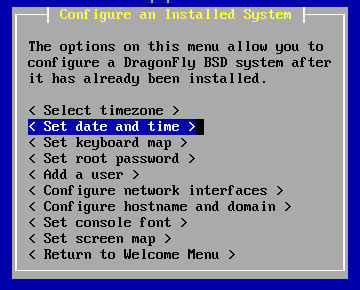 Configure an Installed System
The options on this menu allow you to
configure a DragonFly BSD system after
it has already been installed.
< Select timezone >
< Set date and time >
< Set keyboard map >
< Set root password >
< Add a user >
< Configure network interfaces >
< Configure hostname and domain >
< Set console font >
< Set screen map >
< Return to Welcome Menu >